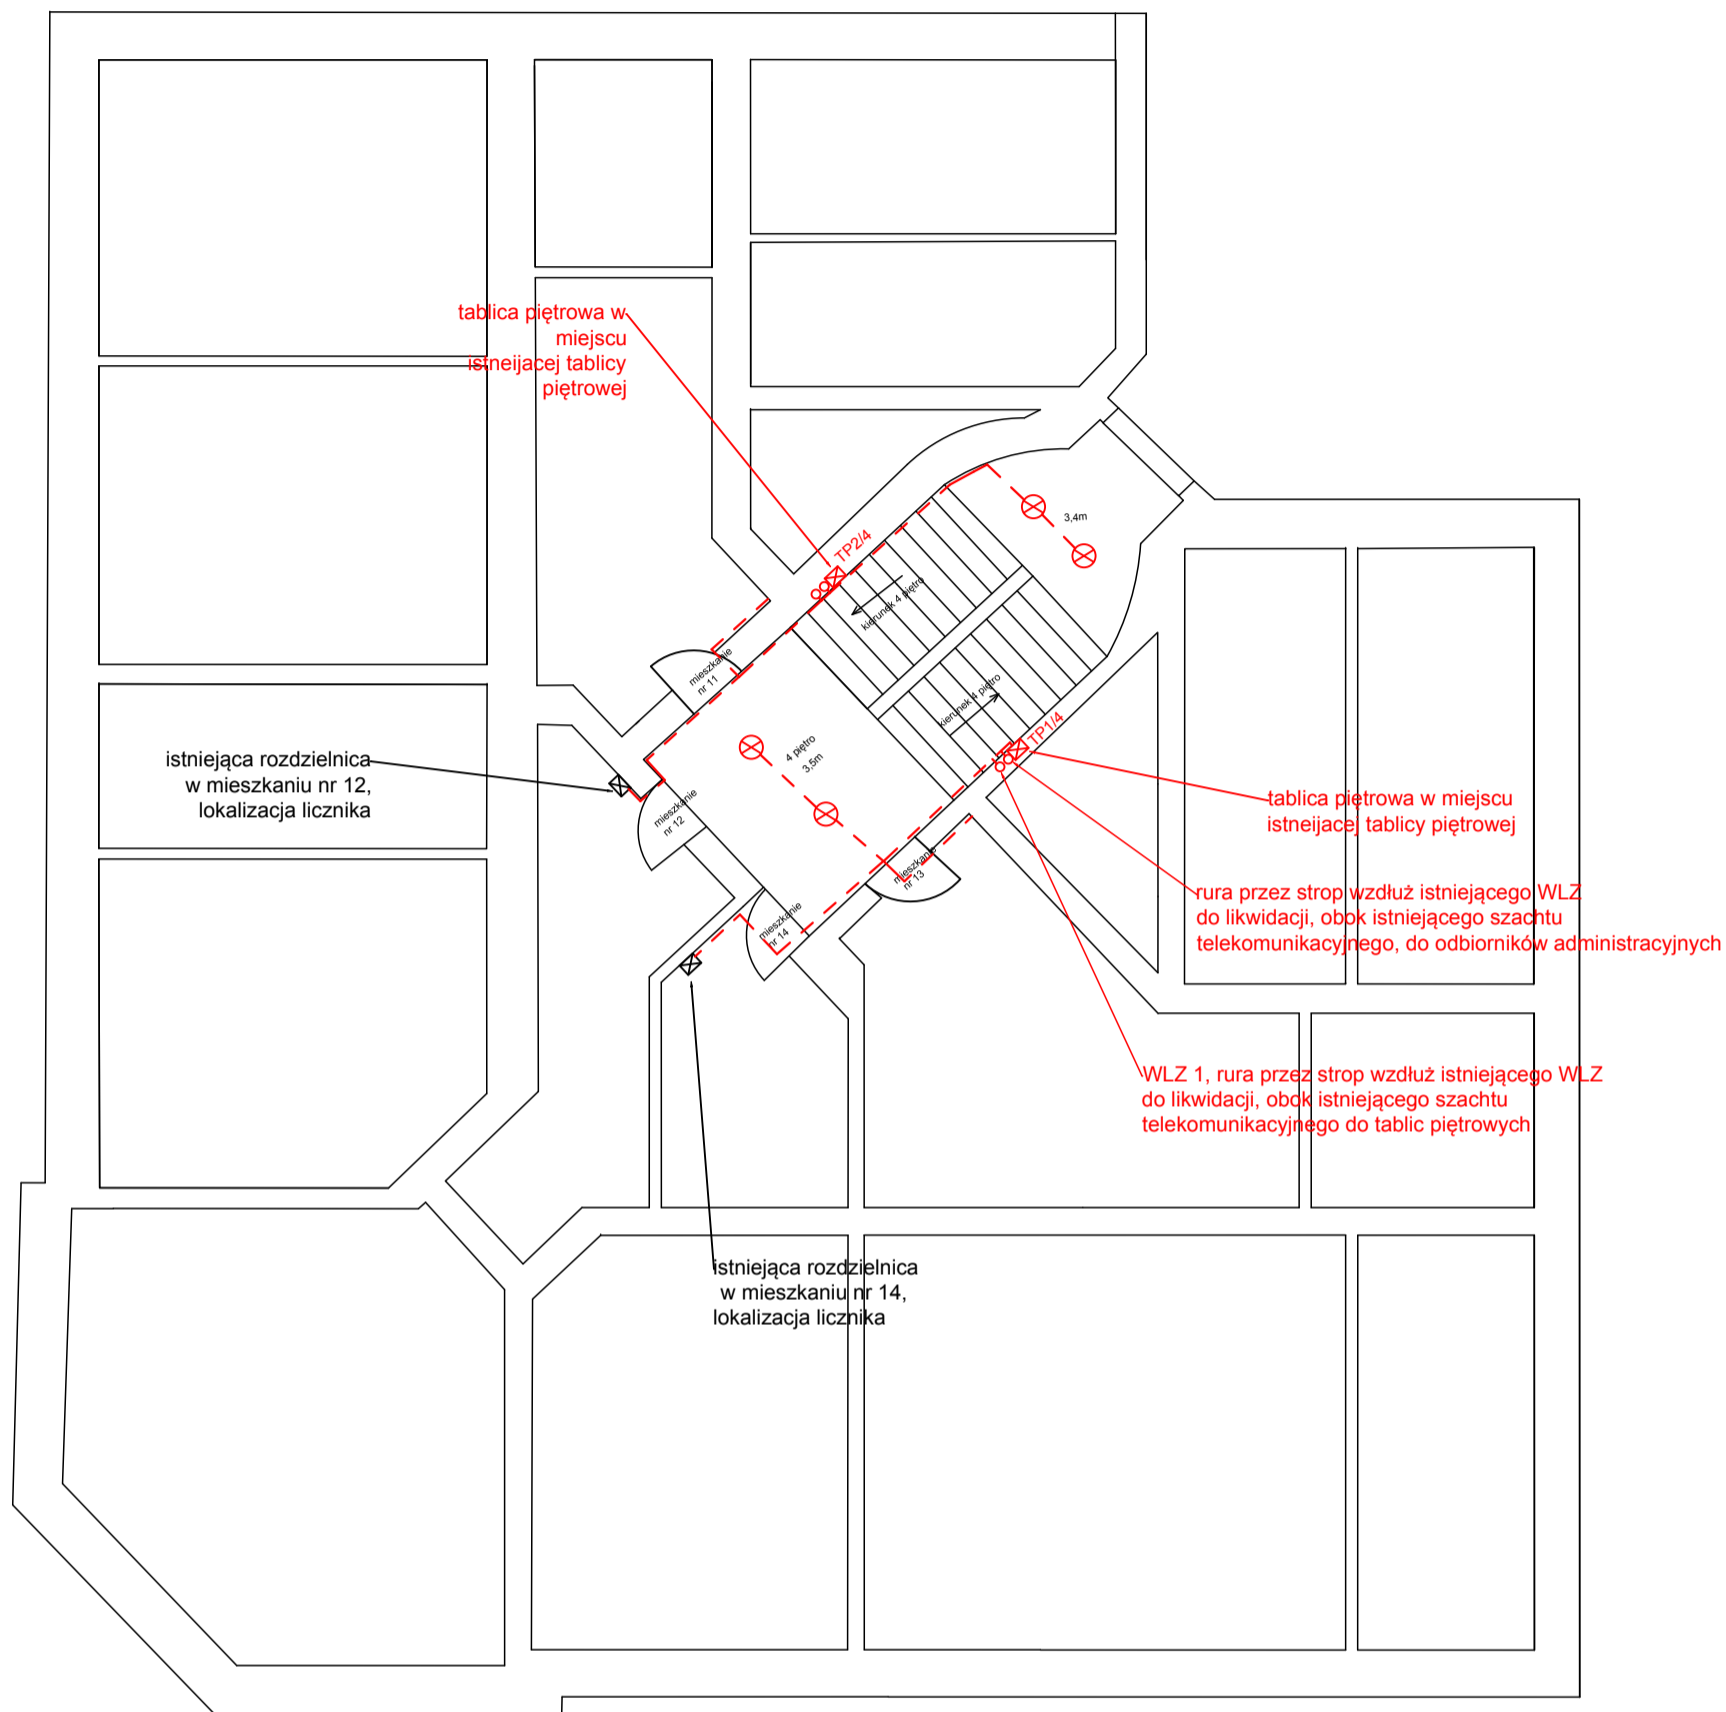 tablica piętrowa w
miejscu
istneijacej tablicy
piętrowej
TP2/4
3,4m
kierunek 4 piętro
mieszkanie
nr 11
kierunek 4 piętro
TP1/4
4 piętro
3,5m
istniejąca rozdzielnica
w mieszkaniu nr 12,
lokalizacja licznika
mieszkanie
nr 12
tablica piętrowa w miejscu
istneijacej tablicy piętrowej
mieszkanie
nr 13
rura przez strop wzdłuż istniejącego WLZ
do likwidacji, obok istniejącego szachtu
telekomunikacyjnego, do odbiorników administracyjnych
mieszkanie
nr 14
WLZ 1, rura przez strop wzdłuż istniejącego WLZ
do likwidacji, obok istniejącego szachtu
telekomunikacyjnego do tablic piętrowych
istniejąca rozdzielnica
w mieszkaniu nr 14,
lokalizacja licznika